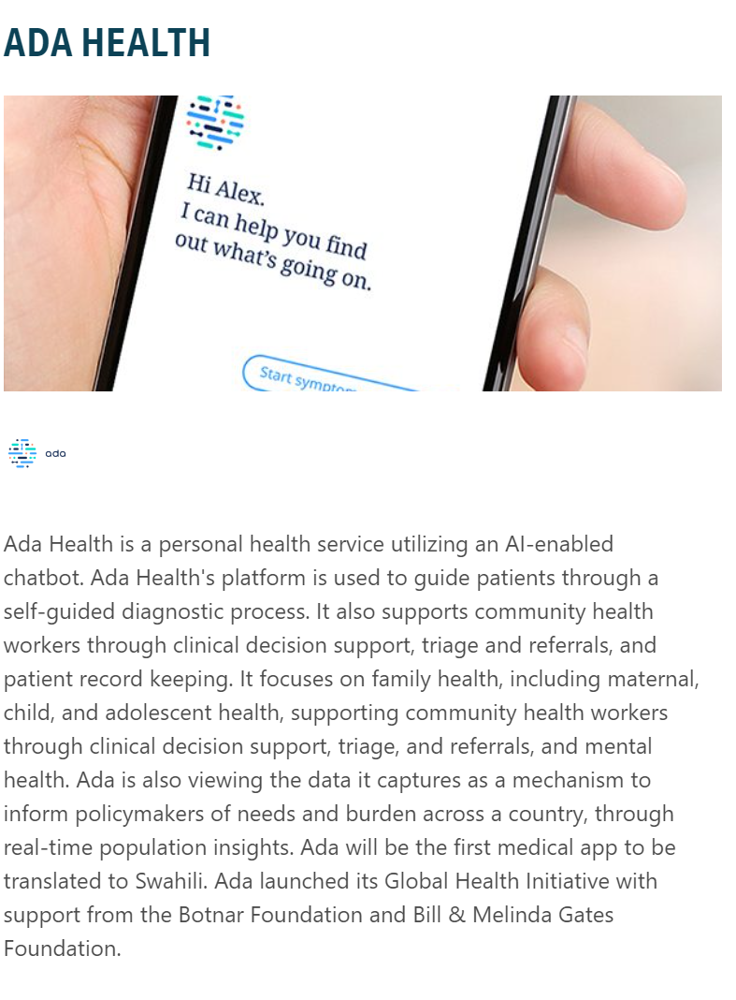 ADA HEALTH
Hi Alex.
I can help you find
out what's going on.
Start
ada
Ada Health is a personal health service utilizing an AI-enabled
chatbot. Ada Health's platform is used to guide patients through a
self-guided diagnostic process. It also supports community health
workers through clinical decision support, triage and referrals, and
patient record keeping. It focuses on family health, including maternal,
child, and adolescent health, supporting community health workers
through clinical decision support, triage, and referrals, and mental
health. Ada is also viewing the data it captures as a mechanism to
inform policymakers of needs and burden across a country, through
real-time population insights. Ada will be the first medical app to be
translated to Swahili. Ada launched its Global Health Initiative with
support from the Botnar Foundation and Bill & Melinda Gates
Foundation.